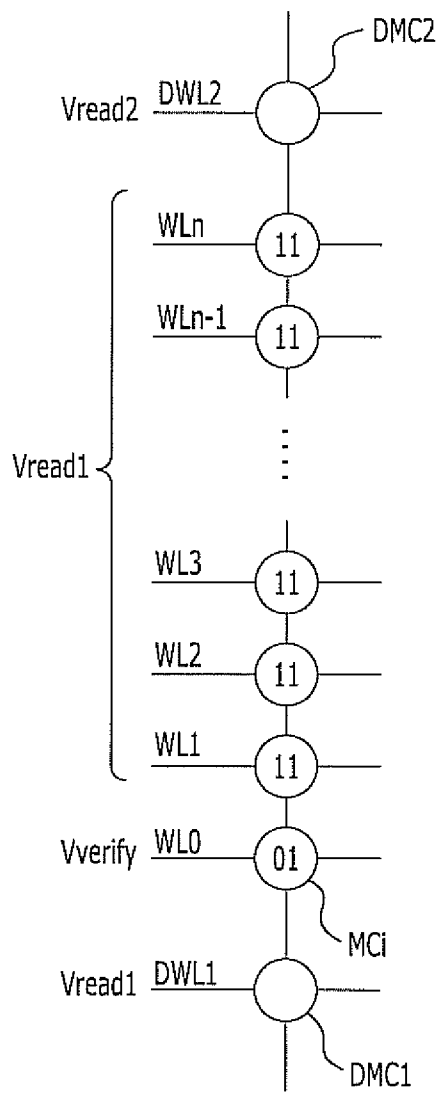 DMC2
Vread2 DWL2
WLn
11
WLn-1
11
Vread1
WL3
11
WL2
11
WL1
11
Vverify WL0
01
MCi
Vread1 DWL1
DMC1